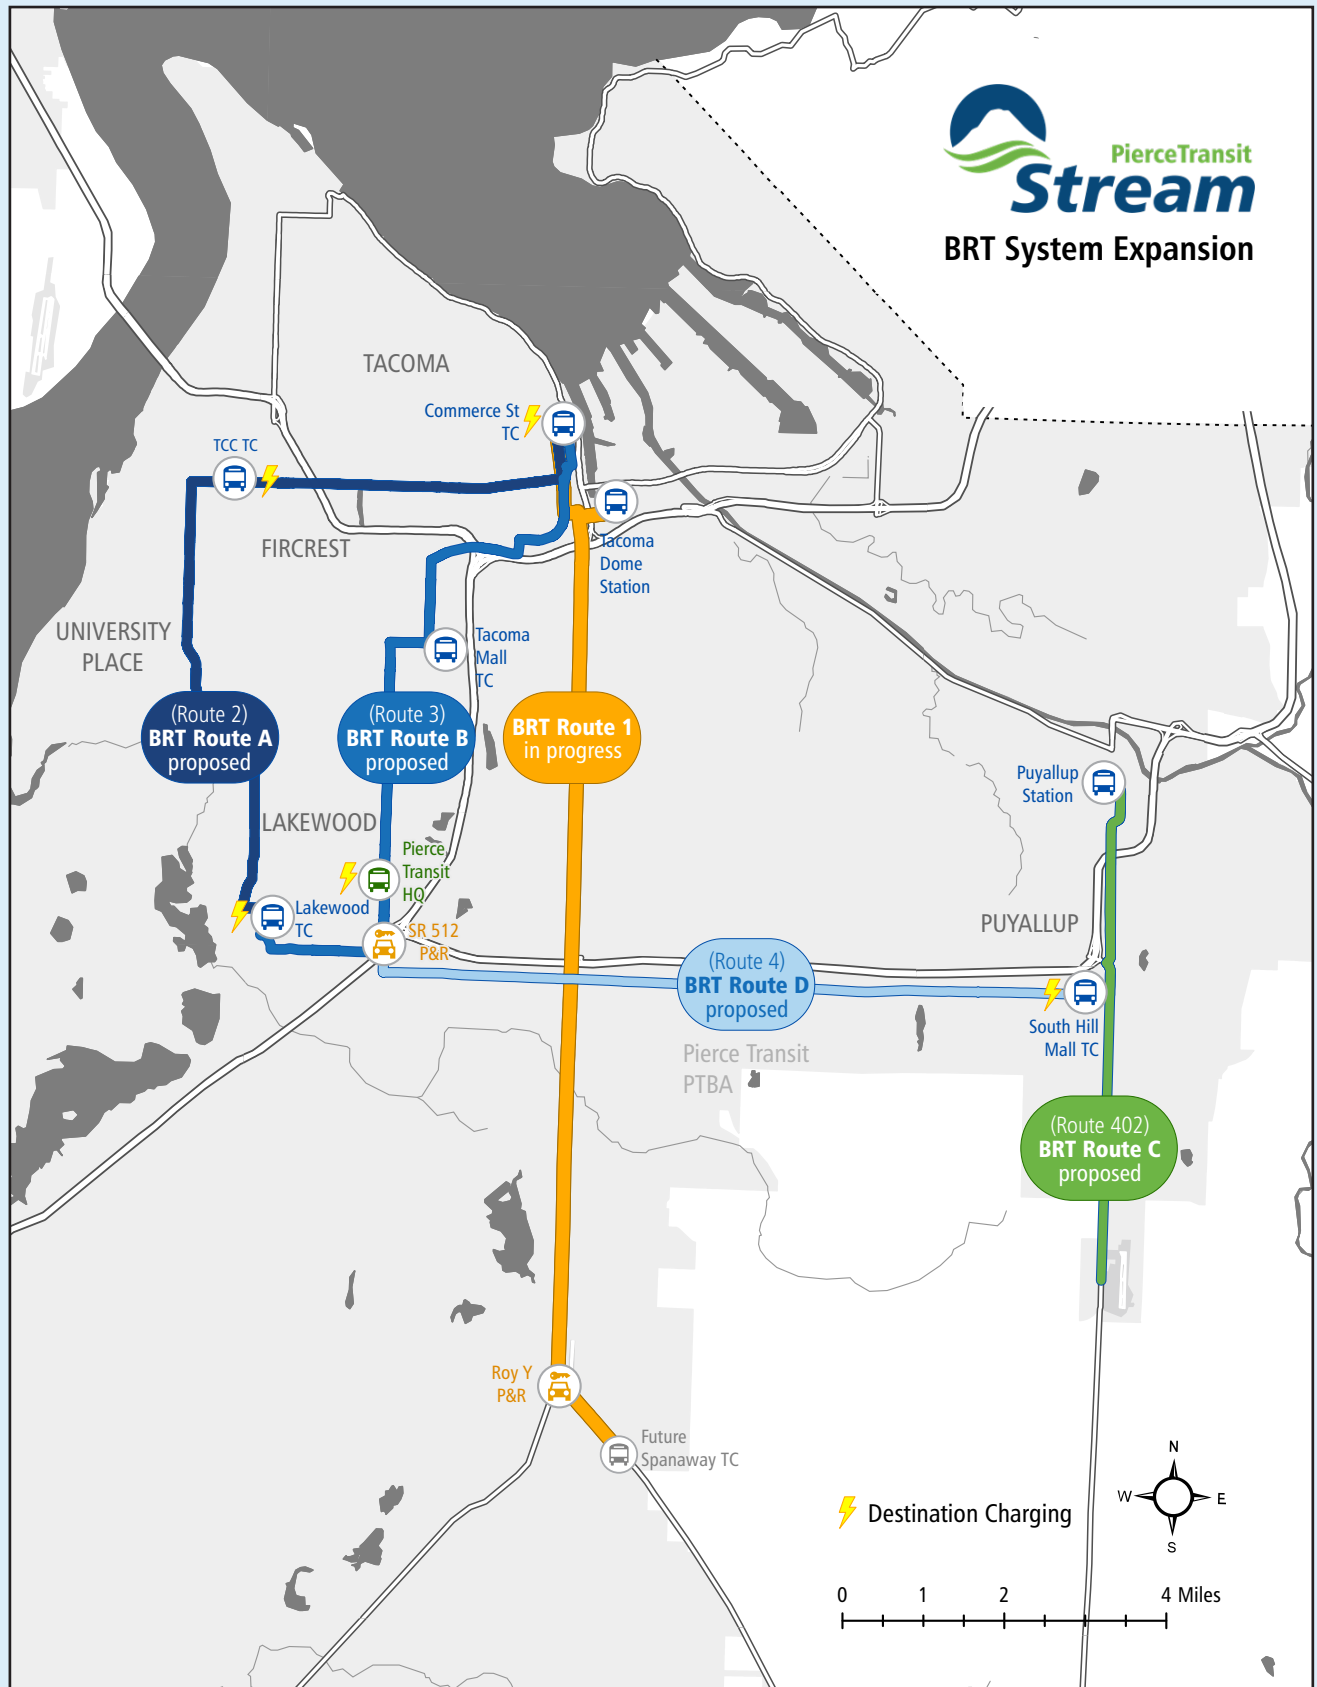 PierceTransit
Stream
BRT System Expansion
TACOMA
Commerce St
TC
TCC TC
FIRCREST
Tacoma
Dome
Station
UNIVERSITY
PLACE
Tacoma
Mall
TC
(Route 2)
BRT Route A
proposed
(Route 3)
BRT Route B
proposed
BRT Route 1
in progress
Puyallup
Station
LAKEWOOD
Pierce
Transit
HQ
Lakewood
TC
SR 512
P&R
PUYALLUP
(Route 4)
BRT Route D
proposed
South Hill
Mall TC
Pierce Transit
PTBA
(Route 402)
BRT Route C
proposed
Roy Y
P&R
Future
Spanaway TC
N
W
E
S
Destination Charging
0 1 2 4 Miles